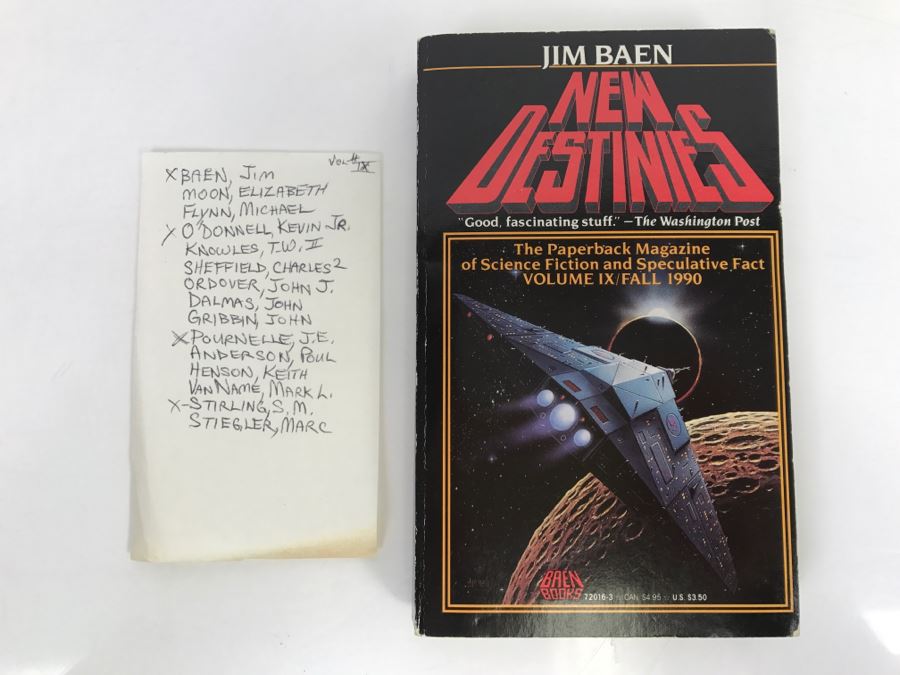 VOL # IX
X BAEN, JIM
MOON, ELIZABETH
FLYNN, MICHAEL
X O'DONNELL, KEVIN JR.
KNOWLES, T.W. II
SHEFFIELD, CHARLES 2
ORDOVER, JOHN J.
DALMAS, JOHN
GRIBBIN, JOHN
X POURNELLE, J.E.
ANDERSON, POUL
HENSON, KEITH
VAN NAME, MARK L.
X-STIRLING, S.M.
STIEGLER, MARC
JIM BAEN
NEW
DESTINIES
"Good, fascinating stuff." —The Washington Post
The Paperback Magazine
of Science Fiction and Speculative Fact
VOLUME IX/FALL 1990
BAEN
BOOKS
72016-3 ☆ CAN. $4.95 ☆ U.S. $3.50